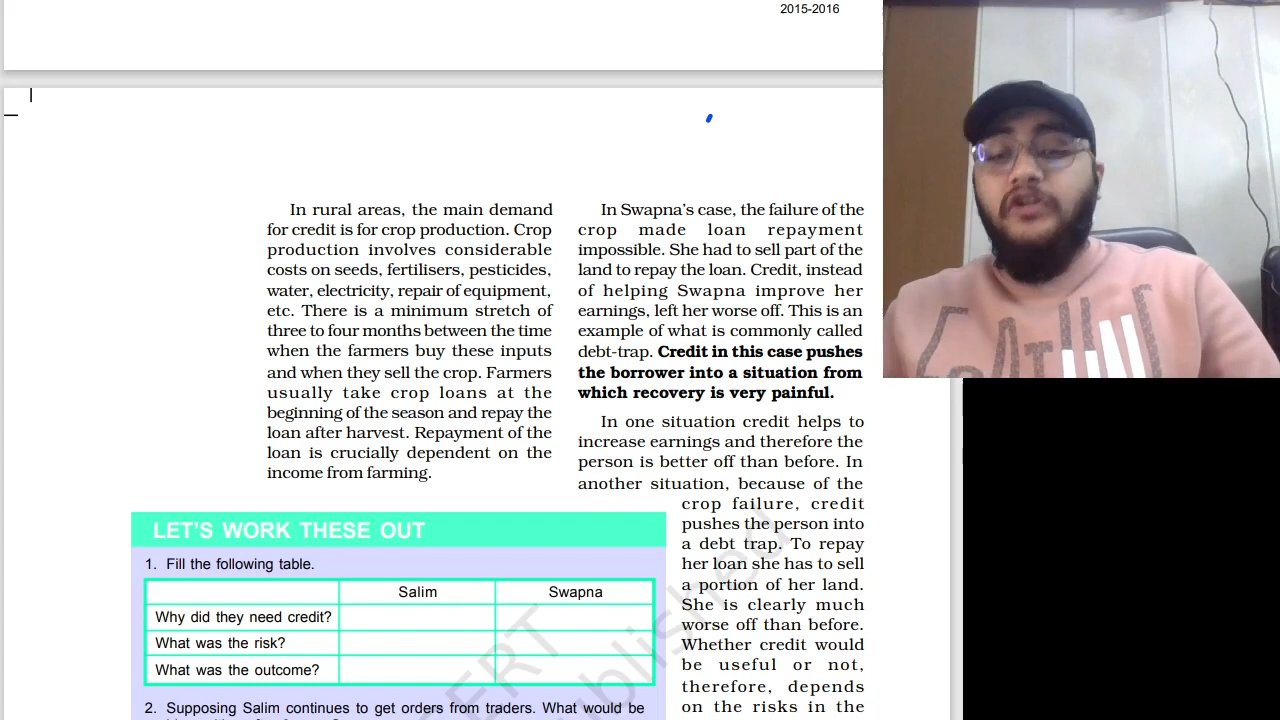 2015-2016
In rural areas, the main demand
for credit is for crop production. Crop
production involves considerable
costs on seeds, fertilisers, pesticides,
water, electricity, repair of equipment,
etc. There is a minimum stretch of
three to four months between the time
when the farmers buy these inputs
and when they sell the crop. Farmers
usually take crop loans at the
beginning of the season and repay the
loan after harvest. Repayment of the
loan is crucially dependent on the
income from farming.
In Swapna's case, the failure of the
crop made loan repayment
impossible. She had to sell part of the
land to repay the loan. Credit, instead
of helping Swapna improve her
earnings, left her worse off. This is an
example of what is commonly called
debt-trap. Credit in this case pushes
the borrower into a situation from
which recovery is very painful.
In one situation credit helps to
increase earnings and therefore the
person is better off than before. In
another situation, because of the
crop failure, credit
pushes the person into
a debt trap. To repay
her loan she has to sell
a portion of her land.
She is clearly much
worse off than before.
Whether credit would
be useful or not,
therefore, depends
on the risks in the
LET'S WORK THESE OUT
1. Fill the following table.
Salim Swapna
Why did they need credit?
What was the risk?
What was the outcome?
2. Supposing Salim continues to get orders from traders. What would be